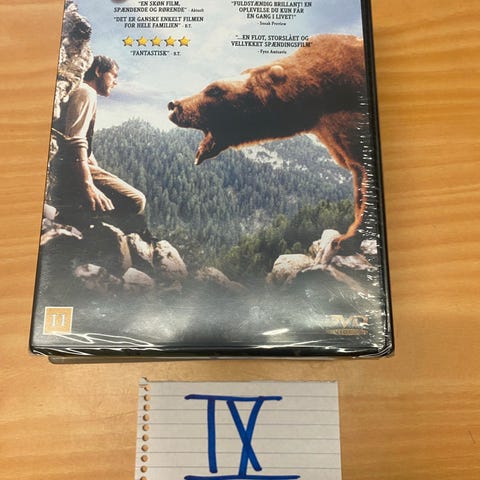 "EN SKØN FILM,
SPÆNDENDE OG RØRENDE" - Aktuelt
"DET ER GANSKE ENKELT FILMEN
FOR HELE FAMILIEN" - B.T.
"FANTASTISK" - B.T.
"FULDSTÆNDIG BRILLANT! EN
OPLEVELSE DU KUN FÅR
EN GANG I LIVET!"
- Sneak Preview
"...EN FLOT, STORSLÅET OG
VELLYKKET SPÆNDINGSFILM"
- Fyns Amtsavis
11
IX